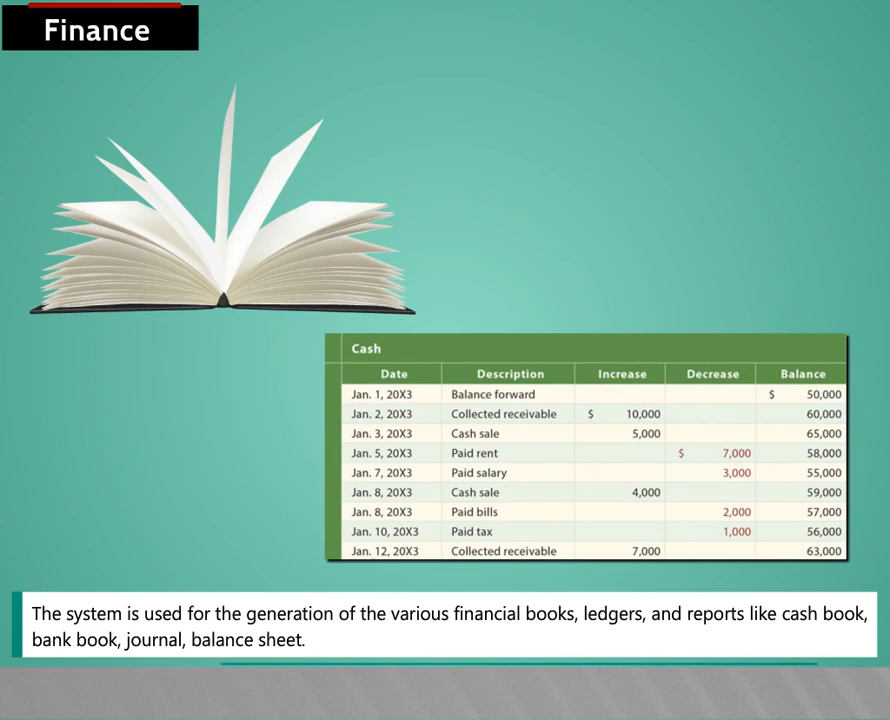 Finance
Cash
Date Description Increase Decrease Balance
Jan. 1, 20X3 Balance forward $ 50,000
Jan. 2, 20X3 Collected receivable $ 10,000 60,000
Jan. 3, 20X3 Cash sale 5,000 65,000
Jan. 5, 20X3 Paid rent $ 7,000 58,000
Jan. 7, 20X3 Paid salary 3,000 55,000
Jan. 8, 20X3 Cash sale 4,000 59,000
Jan. 8, 20X3 Paid bills 2,000 57,000
Jan. 10, 20X3 Paid tax 1,000 56,000
Jan. 12, 20X3 Collected receivable 7,000 63,000
The system is used for the generation of the various financial books, ledgers, and reports like cash book,
bank book, journal, balance sheet.